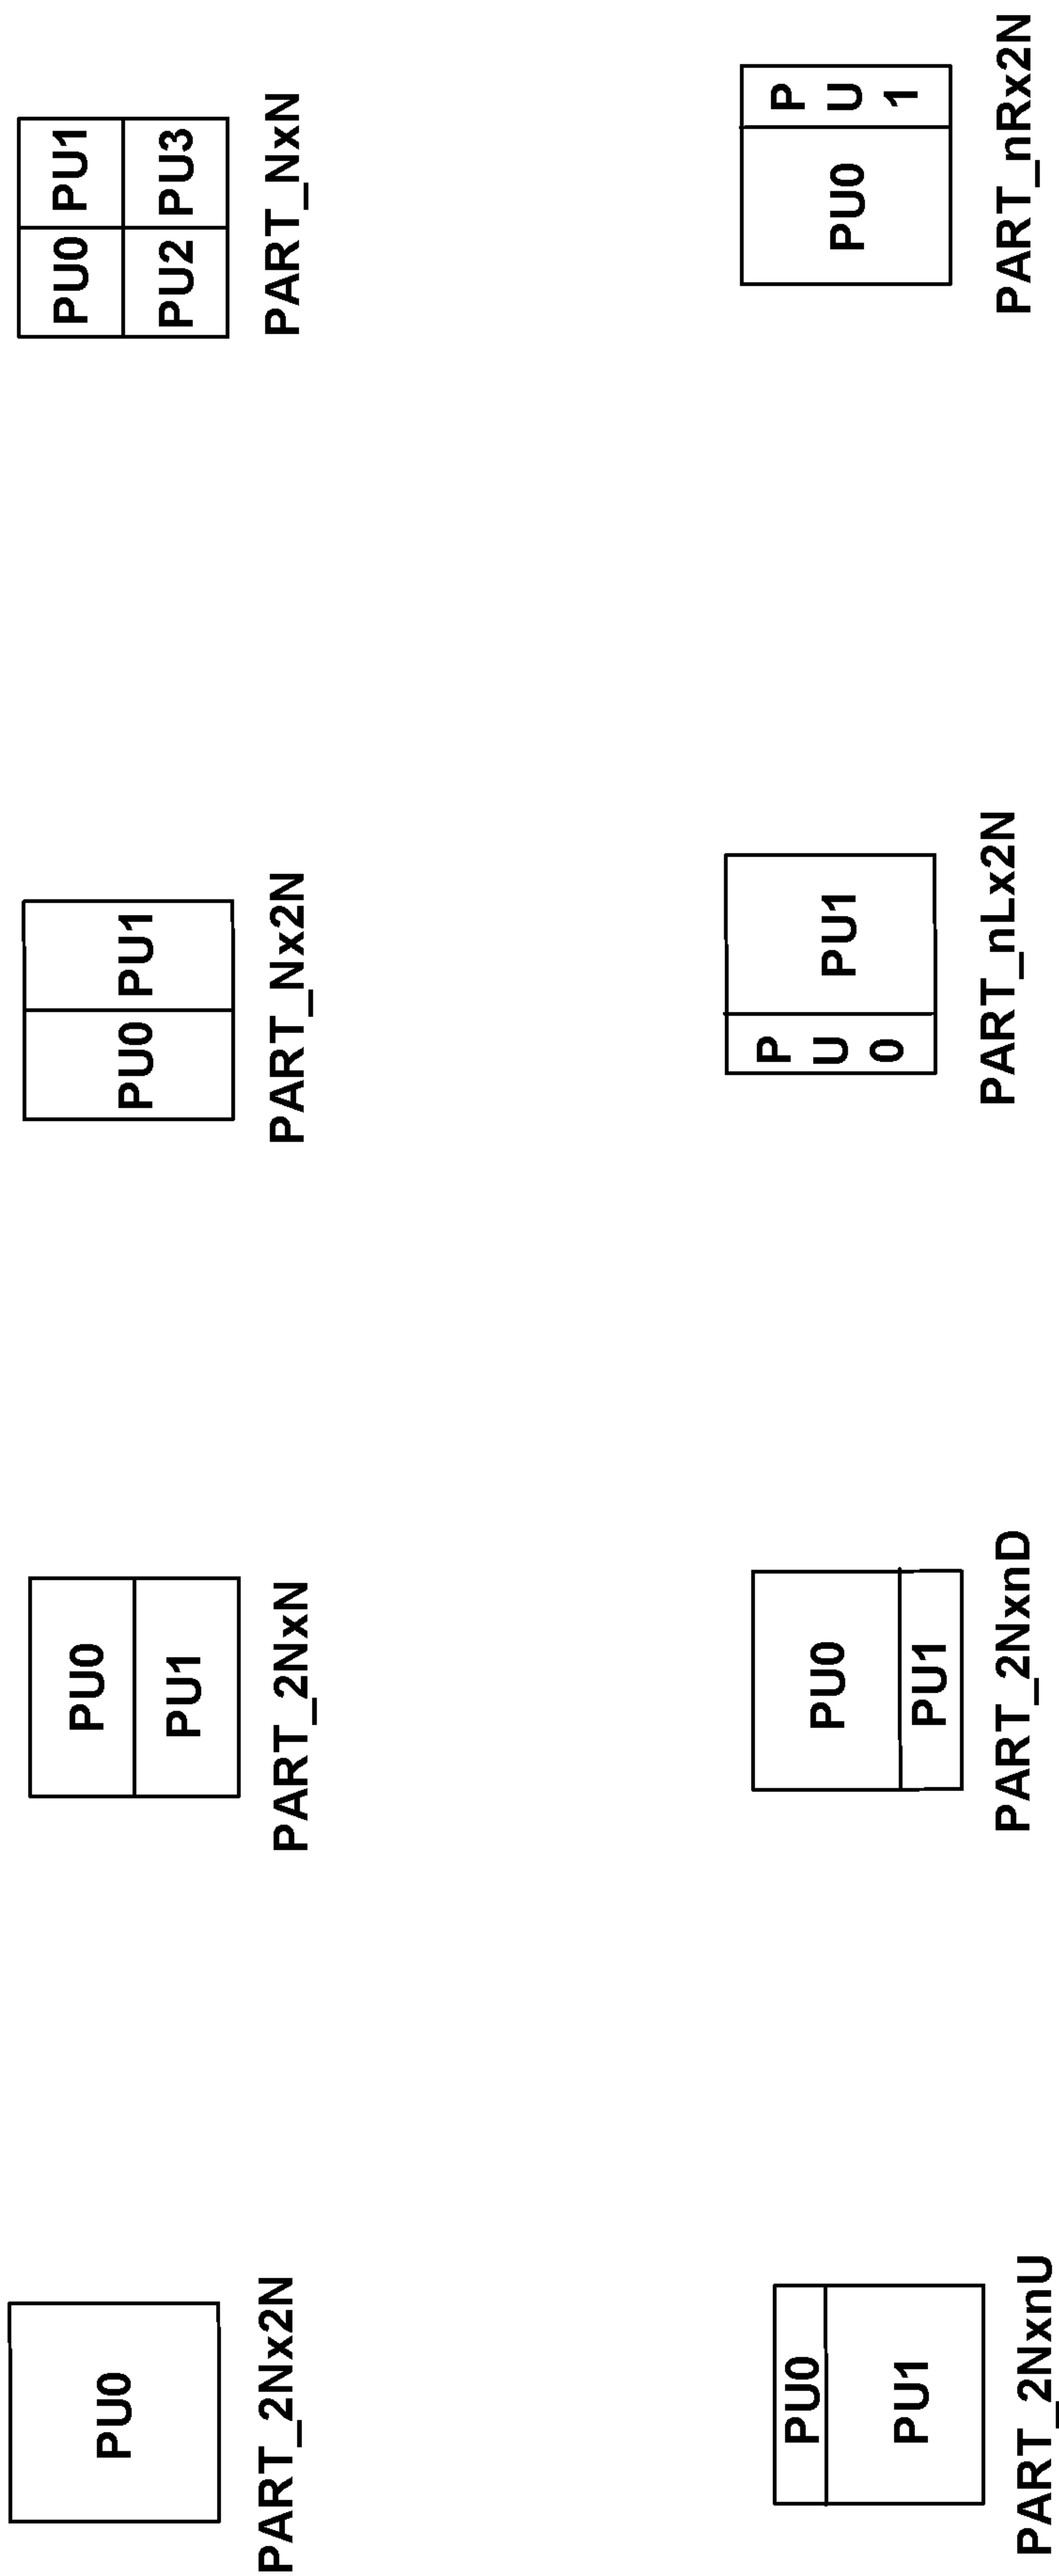 PU0
PART_2Nx2N
PU0
PU1
PART_2NxN
PU0 PU1
PART_Nx2N
PU0 PU1
PU2 PU3
PART_NxN
PU0
PU1
PART_2NxnU
PU0
PU1
PART_2NxnD
P
U
0
PU1
PART_nLx2N
PU0
P
U
1
PART_nRx2N